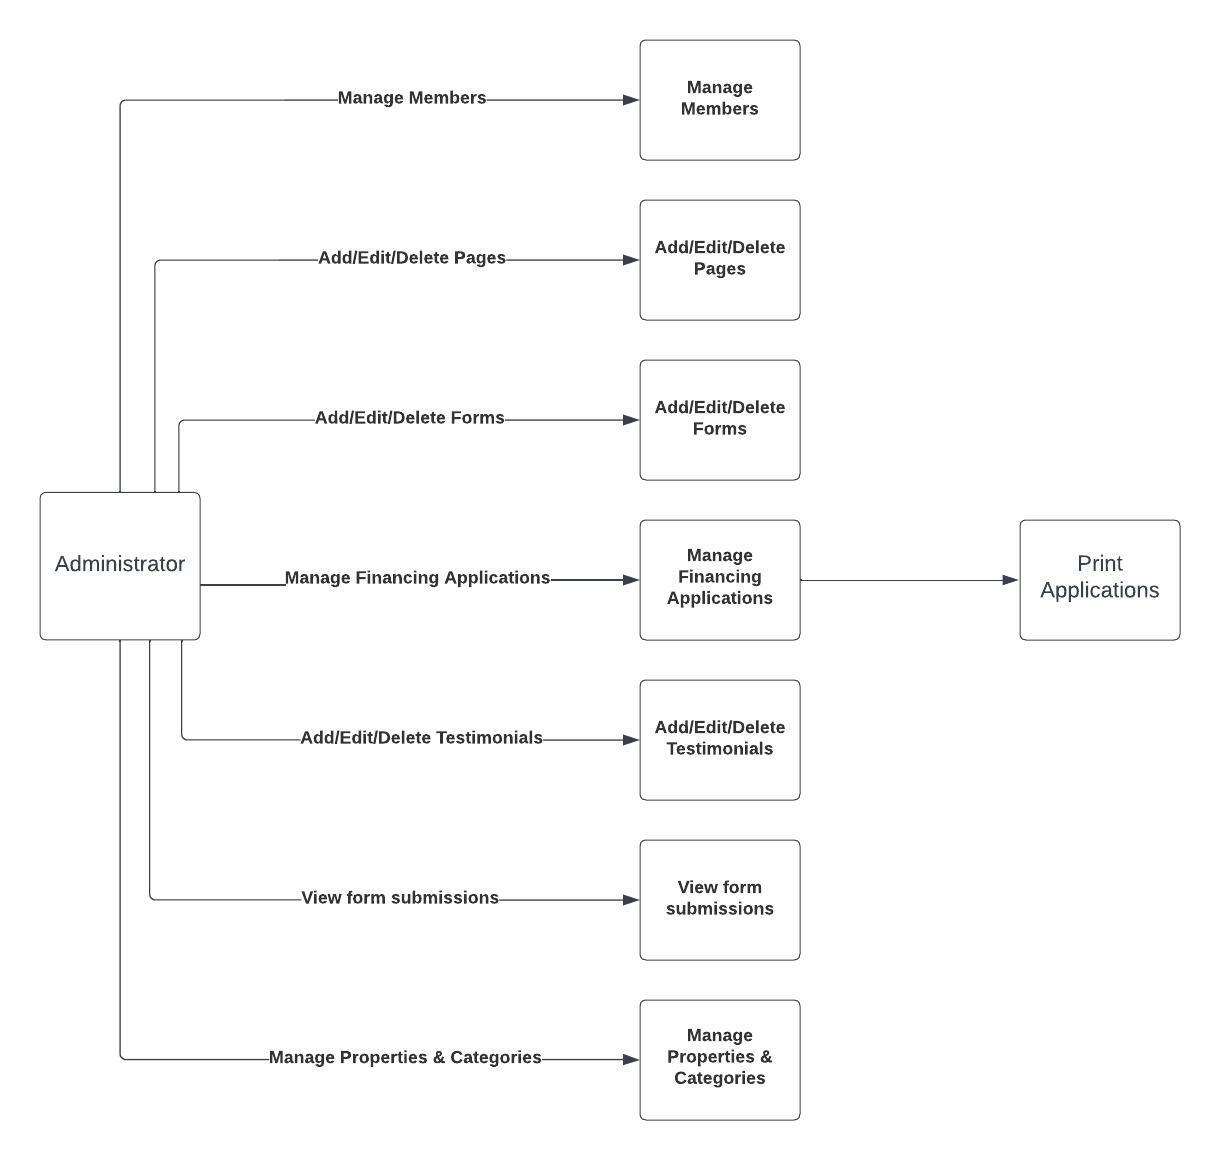 Manage Members
Manage
Members
Add/Edit/Delete Pages
Add/Edit/Delete
Pages
Add/Edit/Delete Forms
Add/Edit/Delete
Forms
Administrator
Manage Financing Applications
Manage
Financing
Applications
Print
Applications
Add/Edit/Delete Testimonials
Add/Edit/Delete
Testimonials
View form submissions
View form
submissions
Manage Properties & Categories
Manage
Properties &
Categories